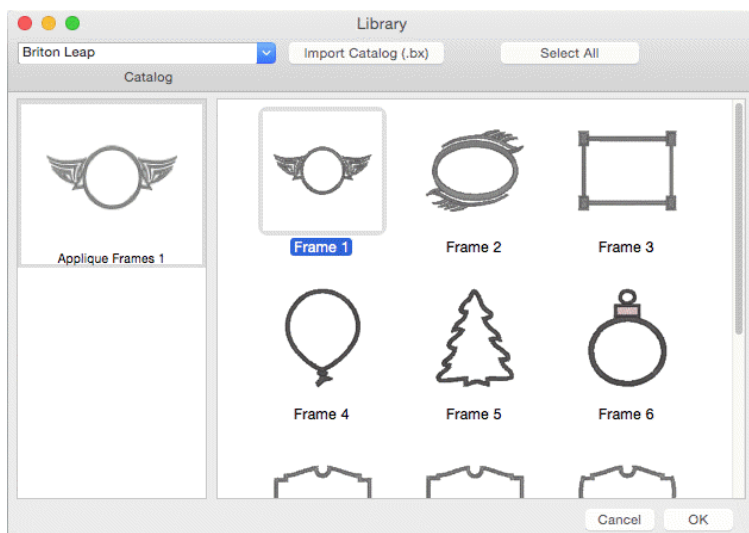 Library
Briton Leap
Import Catalog (.bx)
Select All
Catalog
Applique Frames 1
Frame 1
Frame 2
Frame 3
Frame 4
Frame 5
Frame 6
Cancel
OK